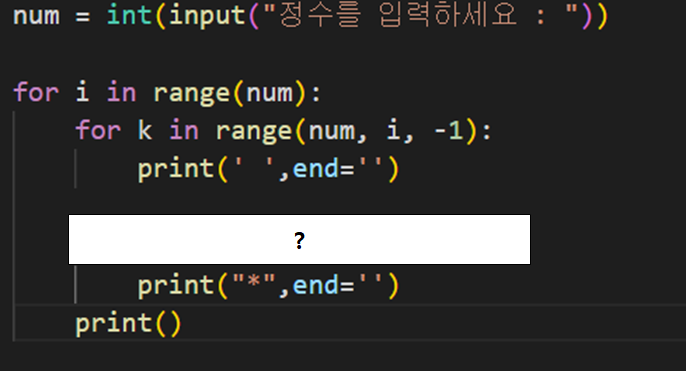 num = int(input("정수를 입력하세요 : "))
for i in range(num):
for k in range(num, i, -1):
print(' ',end='')
?
print("*",end='')
print()